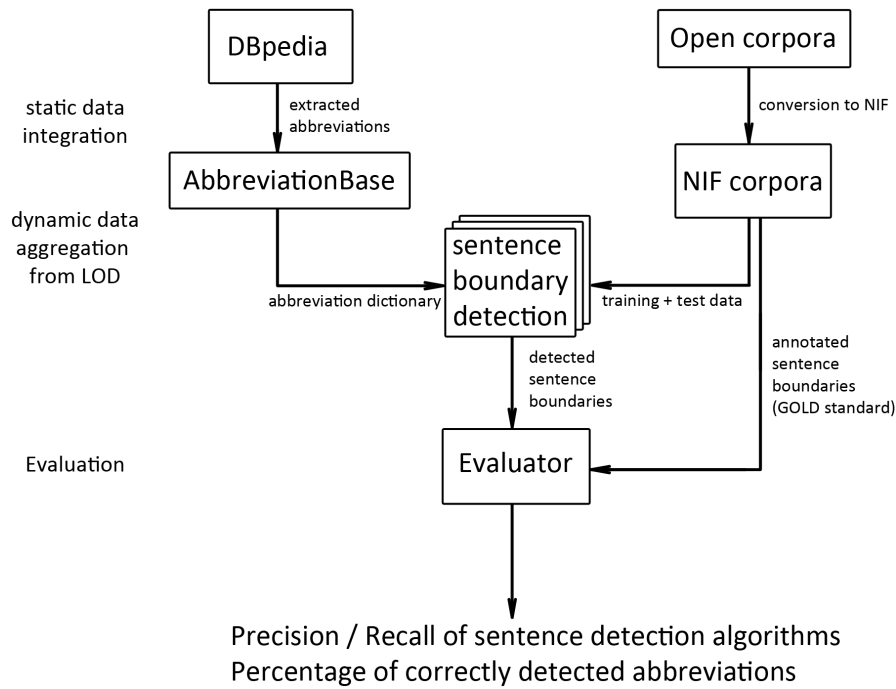 DBpedia
Open corpora
static data
integration
extracted
abbreviations
conversion to NIF
AbbreviationBase
NIF corpora
dynamic data
aggregation
from LOD
sentence
boundary
detection
abbreviation dictionary
training + test data
detected
sentence
boundaries
annotated
sentence
boundaries
(GOLD standard)
Evaluation
Evaluator
Precision / Recall of sentence detection algorithms
Percentage of correctly detected abbreviations